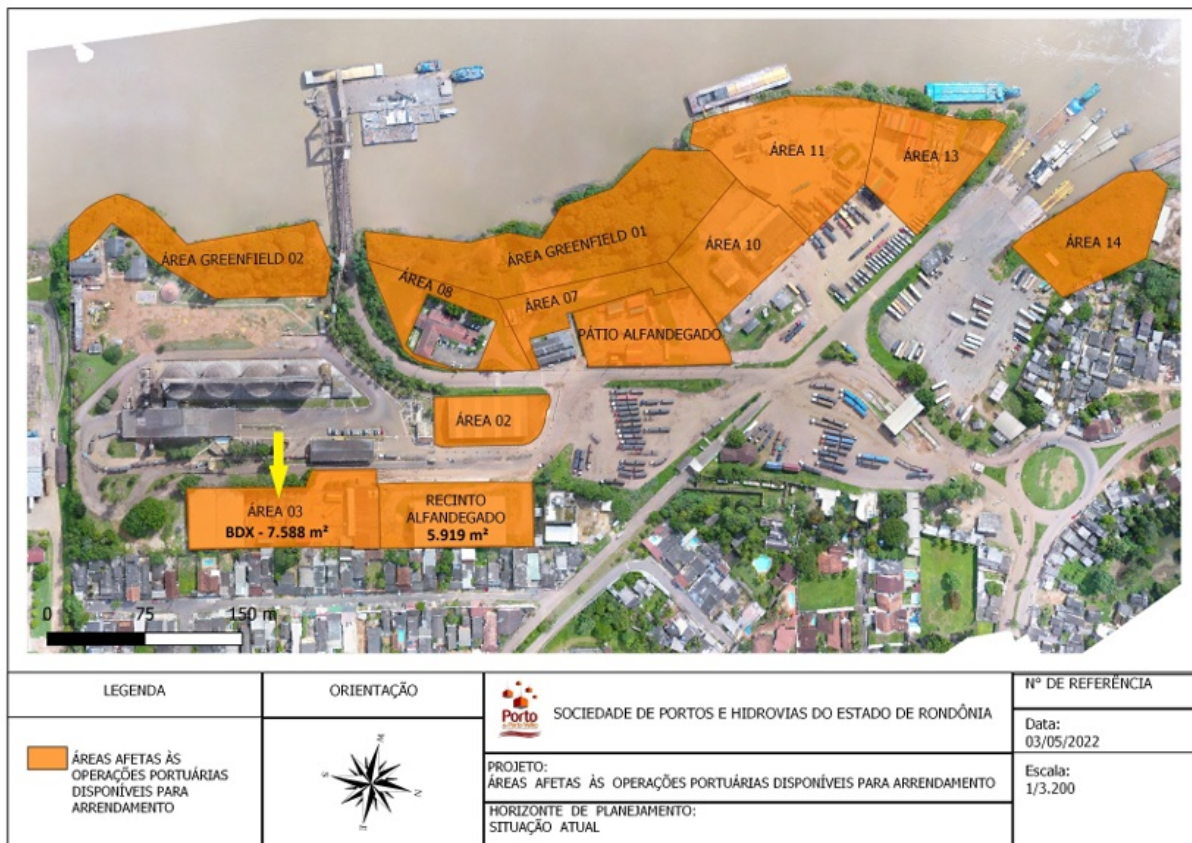 ÁREA 11
ÁREA 13
ÁREA 14
ÁREA 10
ÁREA GREENFIELD 01
ÁREA GREENFIELD 02
ÁREA 08
ÁREA 07
PÁTIO ALFANDEGADO
ÁREA 02
ÁREA 03
BDX - 7.588 m²
RECINTO
ALFANDEGADO
5.919 m²
0 75 150 m
LEGENDA
ÁREAS AFETAS ÀS
OPERAÇÕES PORTUÁRIAS
DISPONÍVEIS PARA
ARRENDAMENTO
ORIENTAÇÃO
N
S
E
Porto
SOCIEDADE DE PORTOS E HIDROVIAS DO ESTADO DE RONDÔNIA
PROJETO:
ÁREAS AFETAS ÀS OPERAÇÕES PORTUÁRIAS DISPONÍVEIS PARA ARRENDAMENTO
HORIZONTE DE PLANEJAMENTO:
SITUAÇÃO ATUAL
N° DE REFERÊNCIA
Data:
03/05/2022
Escala:
1/3.200